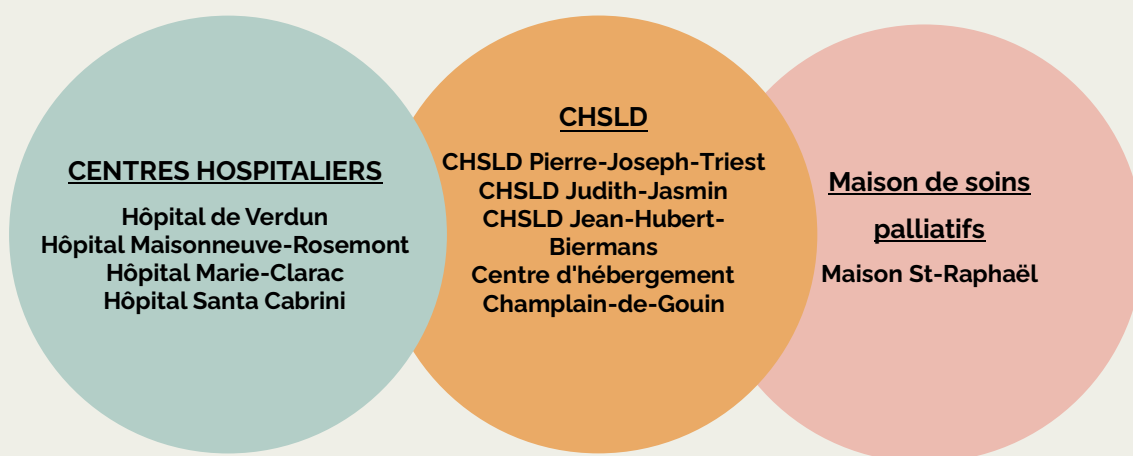 CENTRES HOSPITALIERS
Hôpital de Verdun
Hôpital Maisonneuve-Rosemont
Hôpital Marie-Clarac
Hôpital Santa Cabrini
CHSLD
CHSLD Pierre-Joseph-Triest
CHSLD Judith-Jasmin
CHSLD Jean-Hubert-
Biermans
Centre d'hébergement
Champlain-de-Gouin
Maison de soins
palliatifs
Maison St-Raphaël